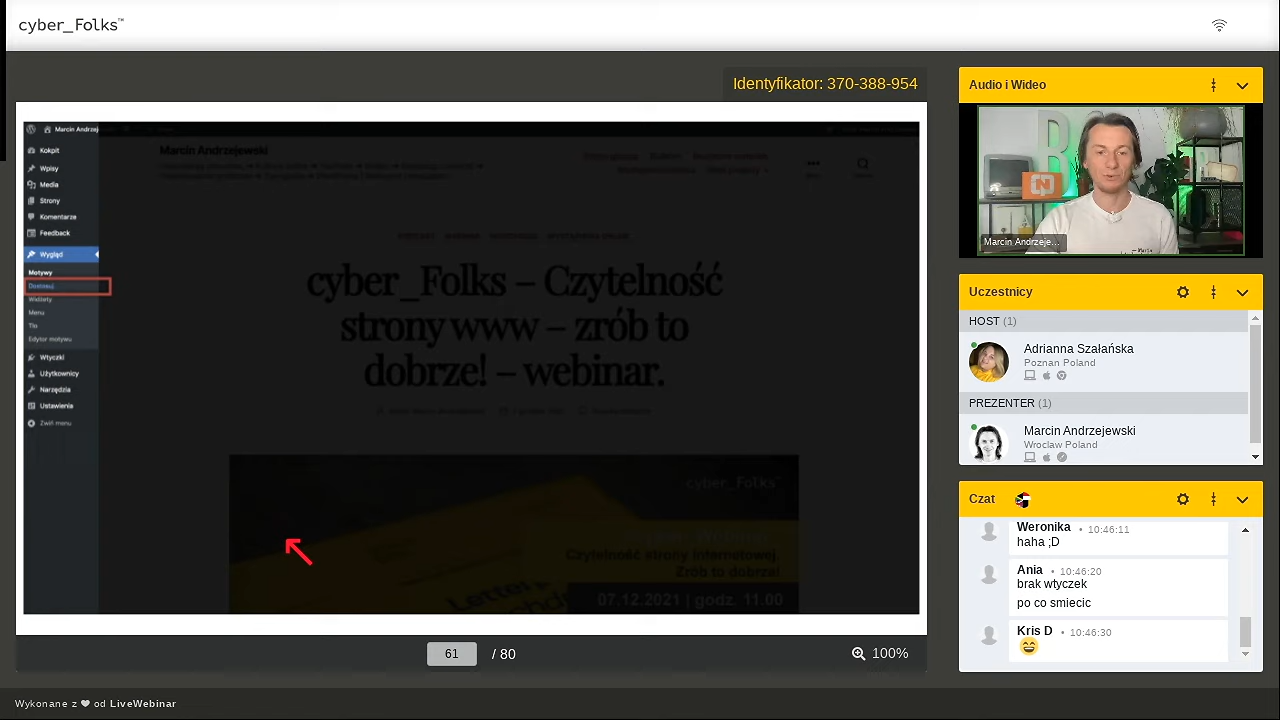 cyber_Folks™
Identyfikator: 370-388-954
Marcin Andrzej
Kokpit
Wpisy
Media
Strony
Komentarze
Feedback
Wygląd
Motywy
Dostosuj
Widżety
Menu
Tło
Edytor motywu
Wtyczki
Użytkownicy
Narzędzia
Ustawienia
Zwiń menu
Marcin Andrzejewski
cyber_Folks – Czytelność
strony www – zrób to
dobrze! – webinar.
cyber_Folks™
Czytelność strony internetowej.
Zrób to dobrze!
07.12.2021 | godz. 11.00
61 / 80
100%
Audio i Wideo
Marcin Andrzeje...
Uczestnicy
HOST (1)
Adrianna Szałańska
Poznan Poland
PREZENTER (1)
Marcin Andrzejewski
Wroclaw Poland
Czat
Weronika • 10:46:11
haha ;D
Ania • 10:46:20
brak wtyczek
po co smiecic
Kris D • 10:46:30
Wykonane z ❤ od LiveWebinar